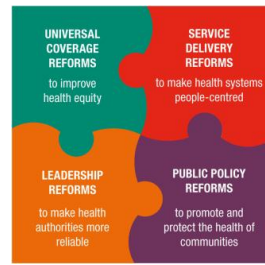 UNIVERSAL
COVERAGE
REFORMS
to improve
health equity
SERVICE
DELIVERY
REFORMS
to make health systems
people-centred
LEADERSHIP
REFORMS
to make health
authorities more
reliable
PUBLIC POLICY
REFORMS
to promote and
protect the health of
communities